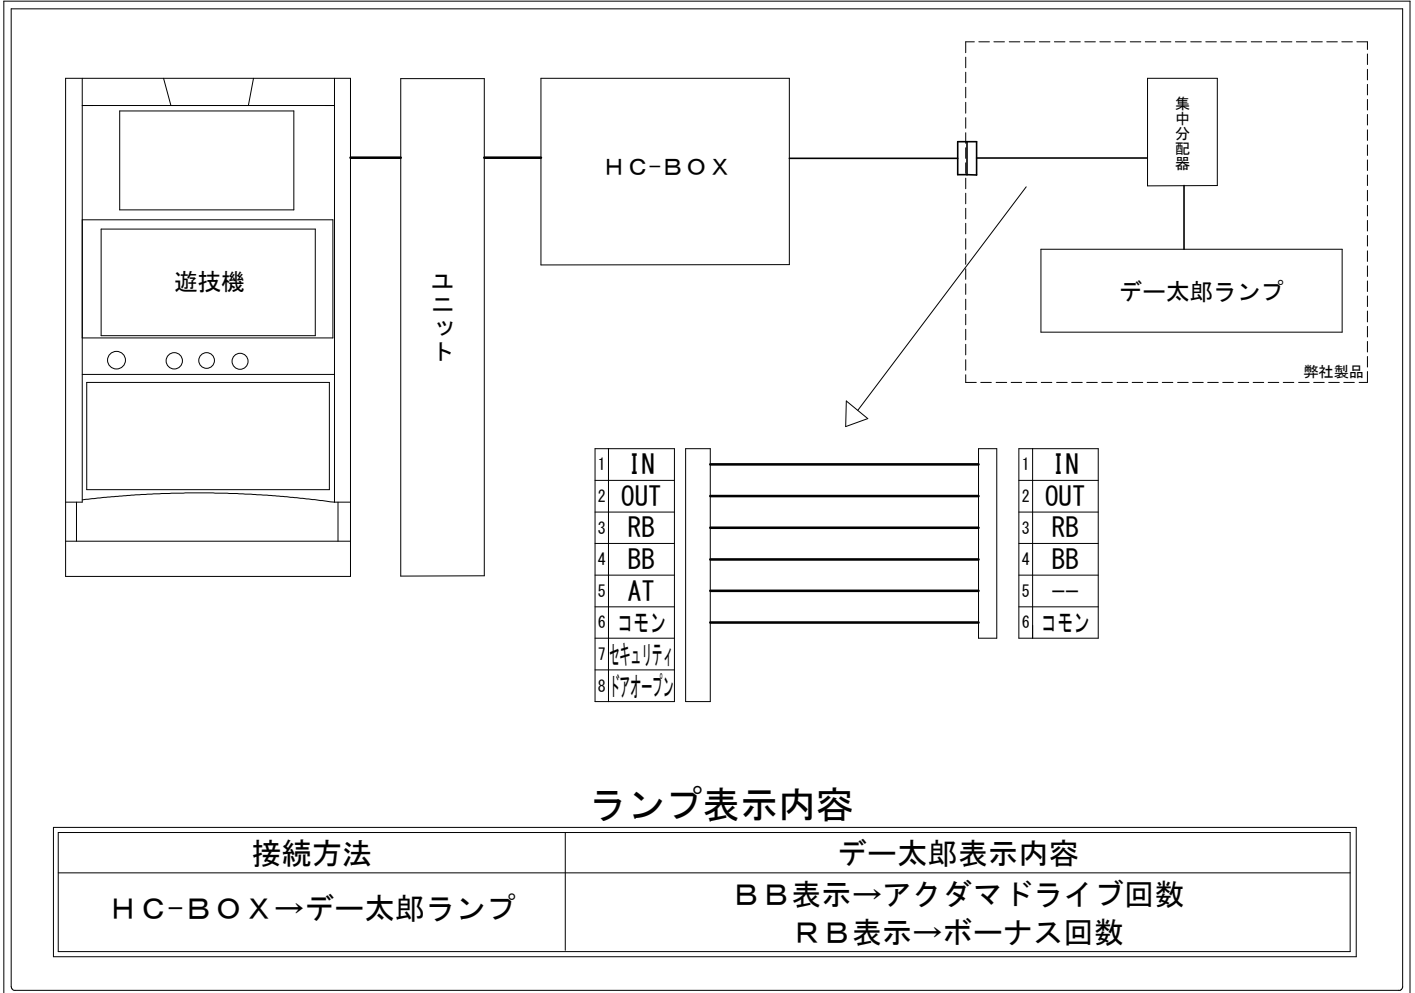 遊技機
ユニット
ＨＣ−ＢＯＸ
集中分配器
デー太郎ランプ
弊社製品
1 IN
2 OUT
3 RB
4 BB
5 AT
6 コモン
7 セキュリティ
8 ドアオープン
1 IN
2 OUT
3 RB
4 BB
5 −−
6 コモン
ランプ表示内容
接続方法
デー太郎表示内容
ＨＣ−ＢＯＸ→デー太郎ランプ
ＢＢ表示→アクダマドライブ回数
ＲＢ表示→ボーナス回数